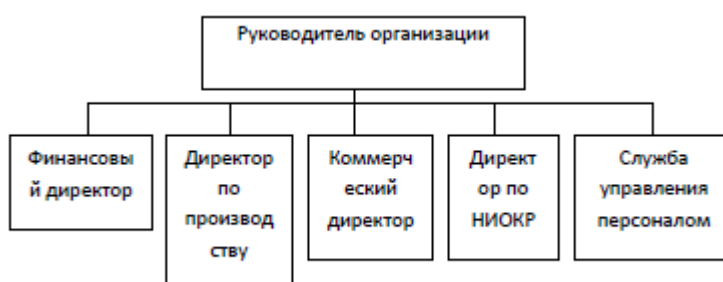 Руководитель организации
Финансовы
й директор
Директор
по
производ
ству
Коммерч
еский
директор
Директ
ор по
НИОКР
Служба
управления
персоналом